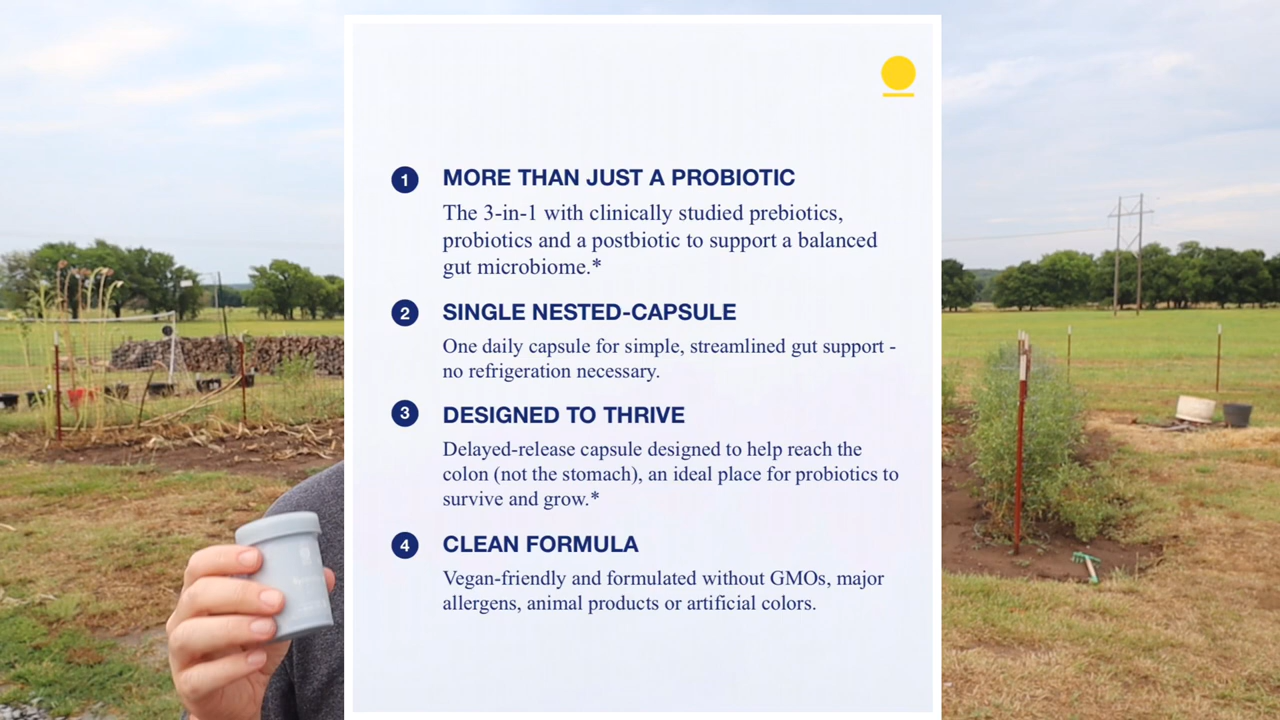 1 MORE THAN JUST A PROBIOTIC
The 3-in-1 with clinically studied prebiotics,
probiotics and a postbiotic to support a balanced
gut microbiome.*
2 SINGLE NESTED-CAPSULE
One daily capsule for simple, streamlined gut support -
no refrigeration necessary.
3 DESIGNED TO THRIVE
Delayed-release capsule designed to help reach the
colon (not the stomach), an ideal place for probiotics to
survive and grow.*
4 CLEAN FORMULA
Vegan-friendly and formulated without GMOs, major
allergens, animal products or artificial colors.